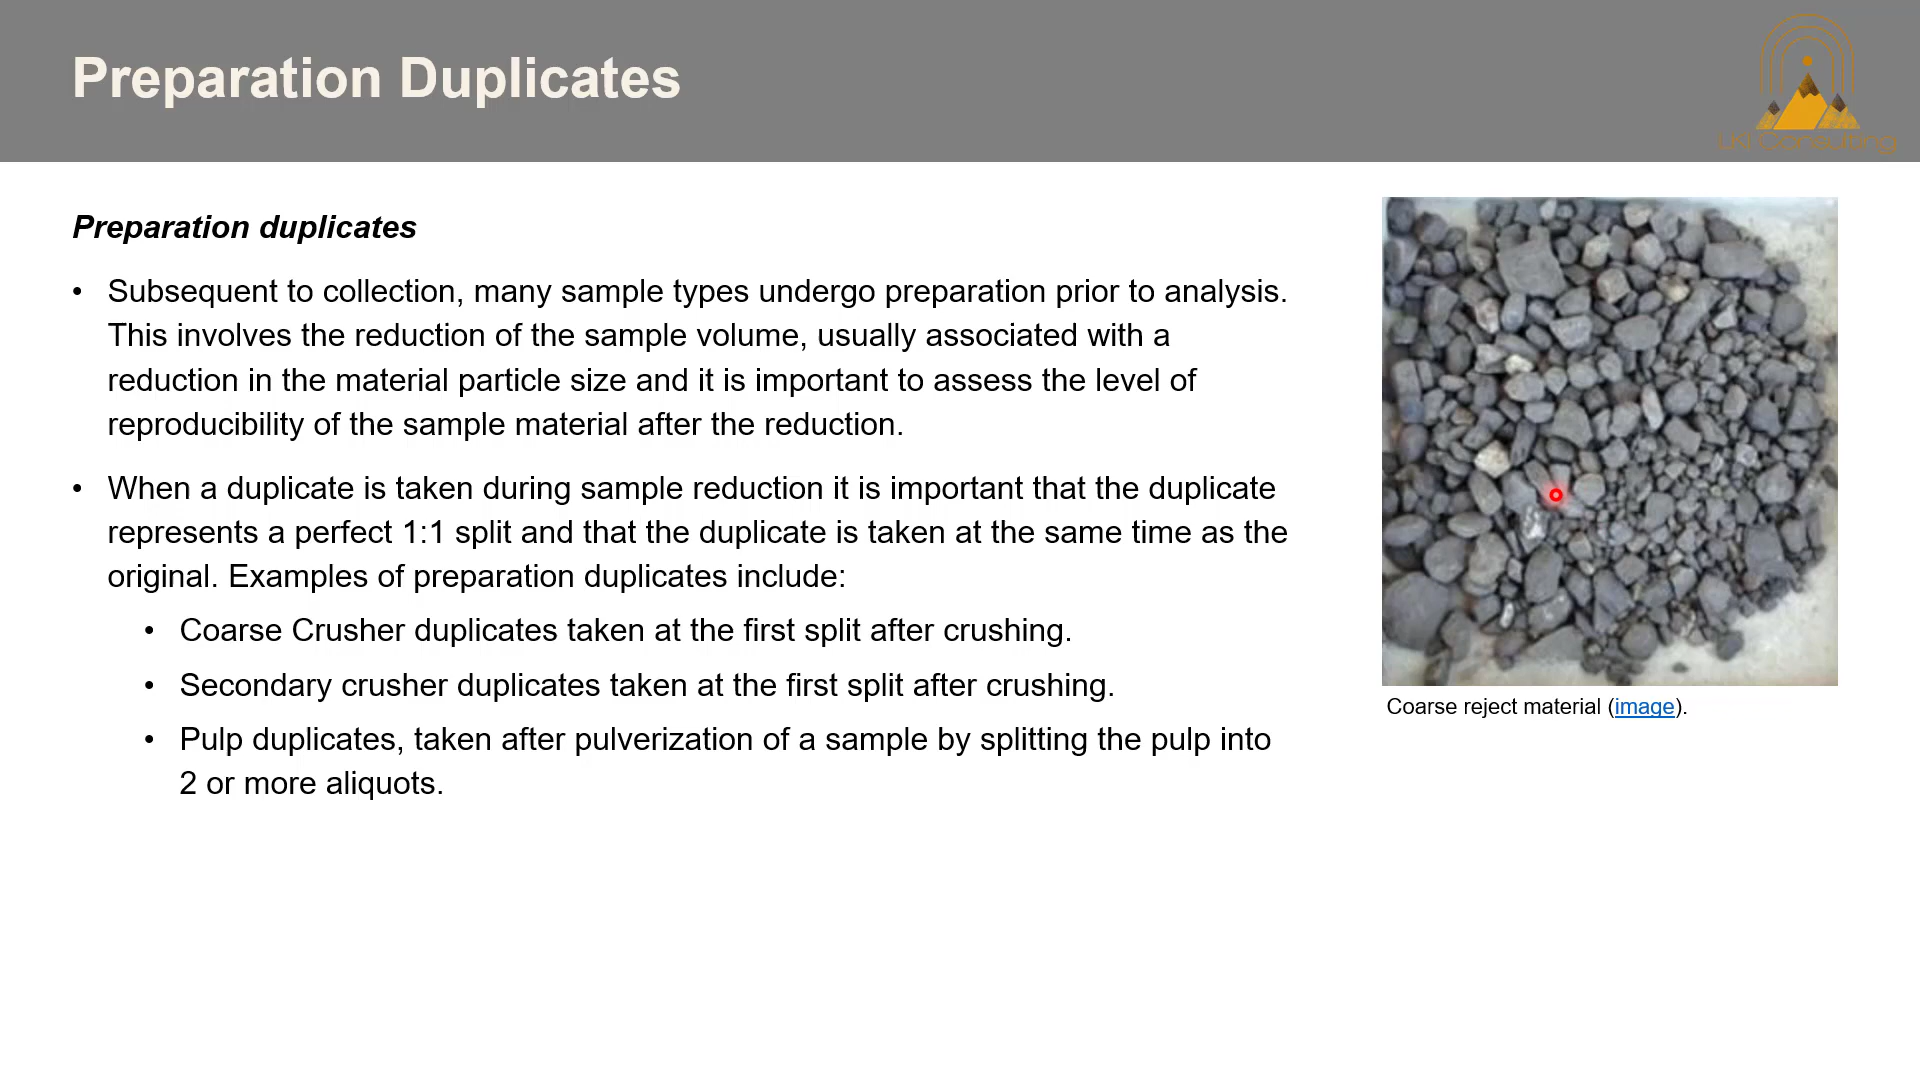 Preparation Duplicates
LKI Consulting
Preparation duplicates
• Subsequent to collection, many sample types undergo preparation prior to analysis.
This involves the reduction of the sample volume, usually associated with a
reduction in the material particle size and it is important to assess the level of
reproducibility of the sample material after the reduction.
• When a duplicate is taken during sample reduction it is important that the duplicate
represents a perfect 1:1 split and that the duplicate is taken at the same time as the
original. Examples of preparation duplicates include:
• Coarse Crusher duplicates taken at the first split after crushing.
• Secondary crusher duplicates taken at the first split after crushing.
• Pulp duplicates, taken after pulverization of a sample by splitting the pulp into
2 or more aliquots.
Coarse reject material (image).